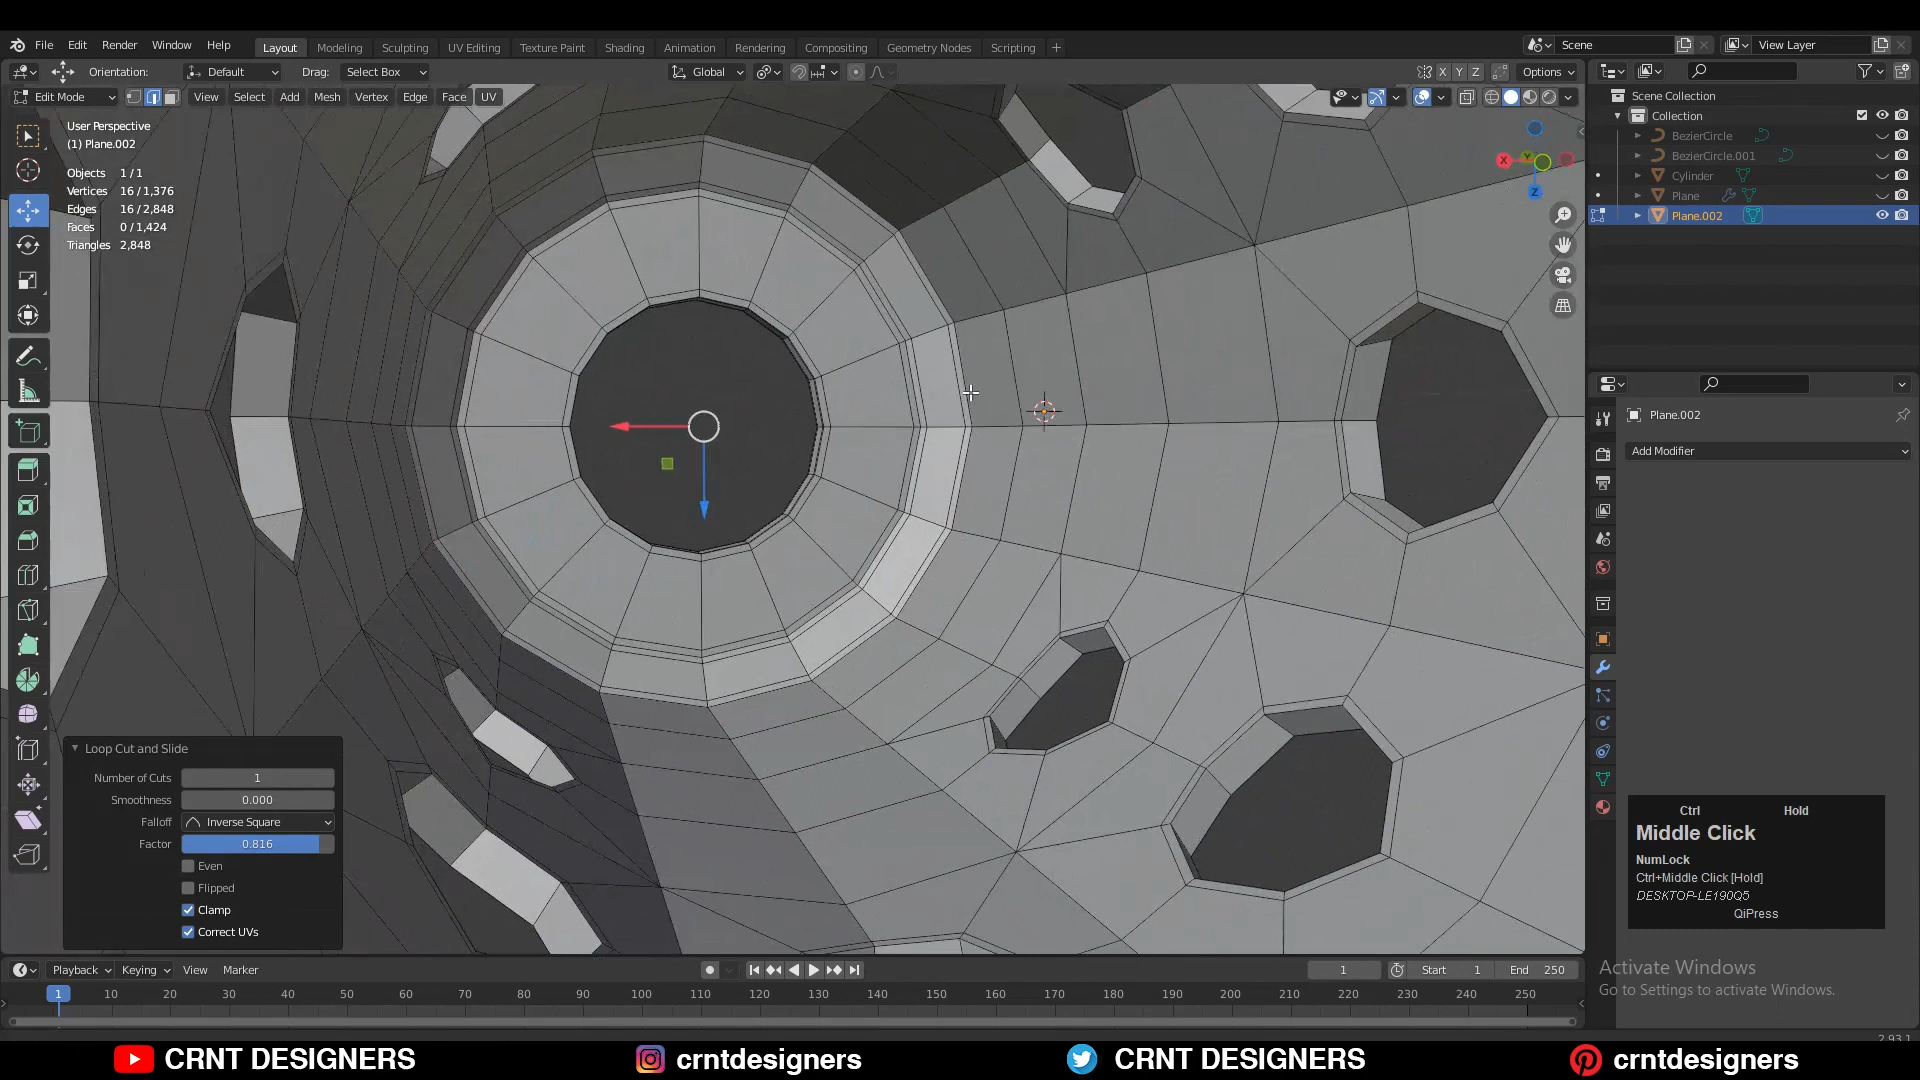 File Edit Render Window Help Layout Modeling Sculpting UV Editing Texture Paint Shading Animation Rendering Compositing Geometry Nodes Scripting + Scene View Layer
Orientation: Default Drag: Select Box Global X Y Z Options
Edit Mode View Select Add Mesh Vertex Edge Face UV
Scene Collection
Collection
BezierCircle
BezierCircle.001
Cylinder
Plane
Plane.002
User Perspective
(1) Plane.002
Objects 1 / 1
Vertices 16 / 1,376
Edges 16 / 2,848
Faces 0 / 1,424
Triangles 2,848
X Y
Z
Plane.002
Add Modifier
Loop Cut and Slide
Number of Cuts 1
Smoothness 0.000
Falloff Inverse Square
Factor 0.816
Even
Flipped
Clamp
Correct UVs
Ctrl Hold
Middle Click
NumLock
Ctrl+Middle Click [Hold]
DESKTOP-LE190Q5
QiPress
Activate Windows
Go to Settings to activate Windows.
Playback Keying View Marker 1 Start 1 End 250
1 10 20 30 40 50 60 70 80 90 100 110 120 130 140 150 160 170 180 190 200 210 220 230 240 250
2.93.1
CRNT DESIGNERS crntdesigners CRNT DESIGNERS crntdesigners